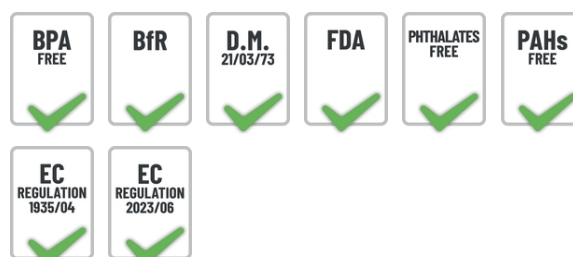 BPA
FREE
BfR
D.M.
21/03/73
FDA
PHTHALATES
FREE
PAHs
FREE
EC
REGULATION
1935/04
EC
REGULATION
2023/06